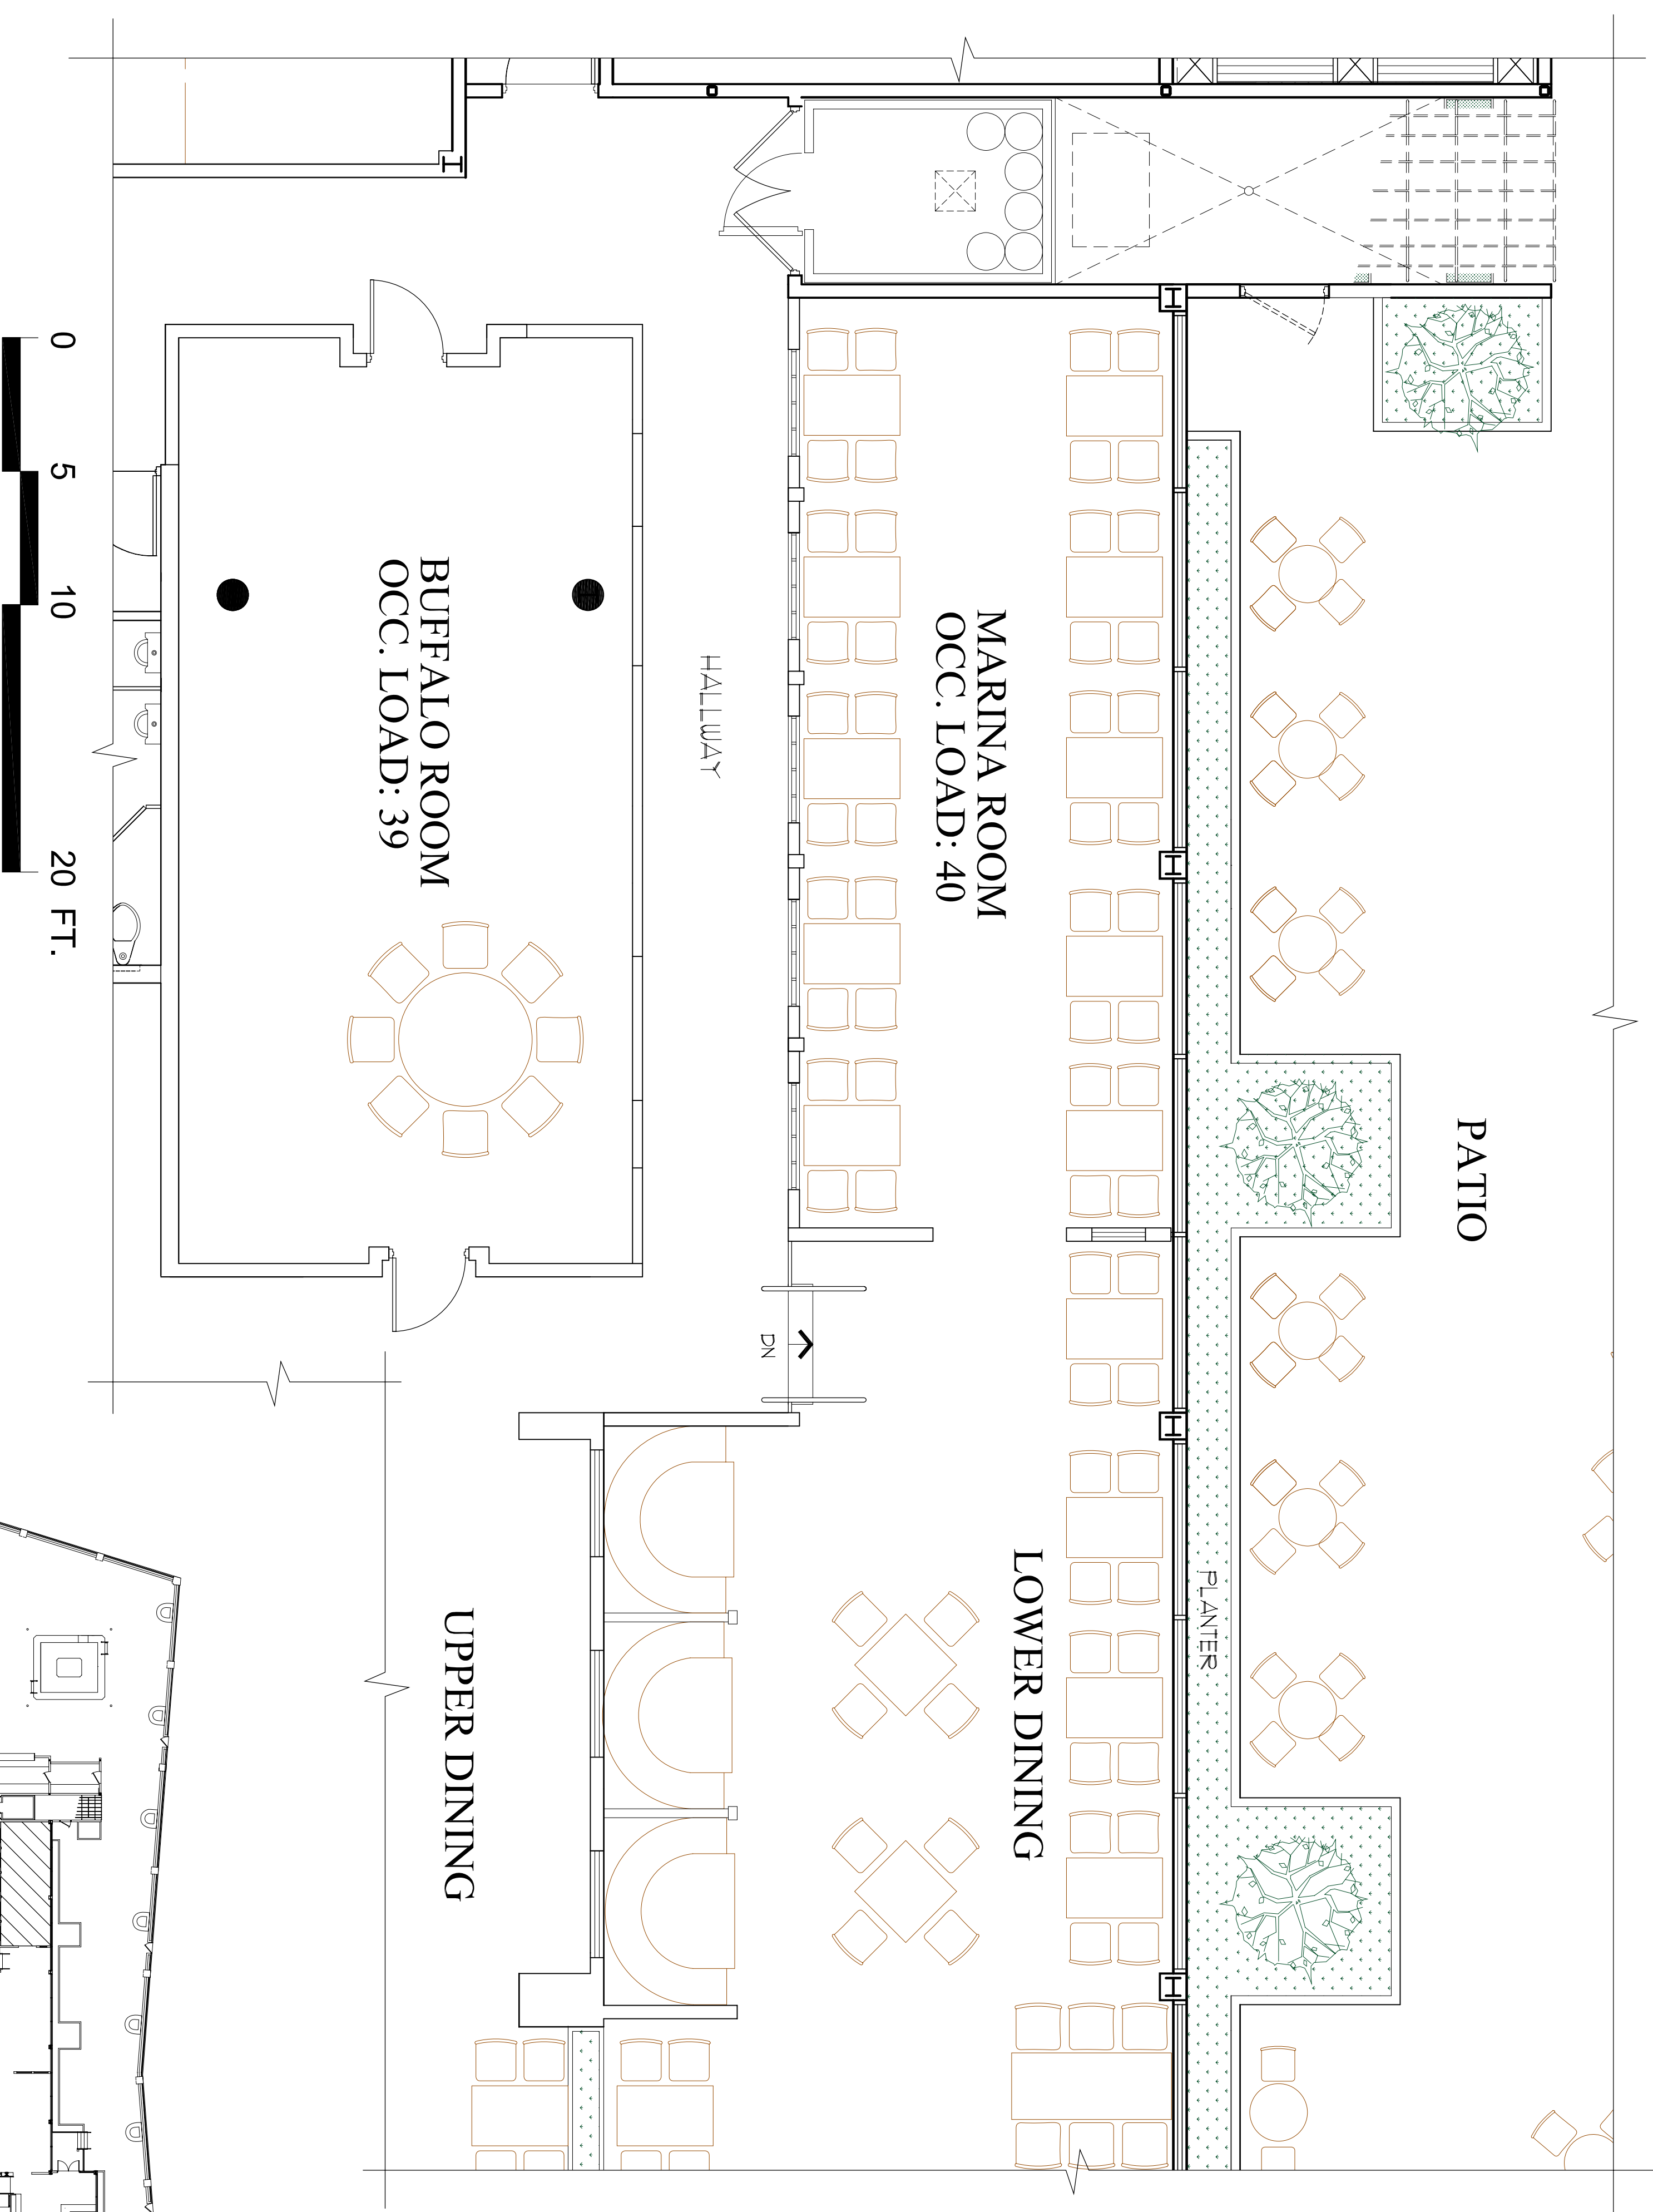 PATIO
PLANTER
MARINA ROOM
OCC. LOAD: 40
LOWER DINING
HALLWAY
DN
BUFFALO ROOM
OCC. LOAD: 39
UPPER DINING
0 5 10 20 FT.